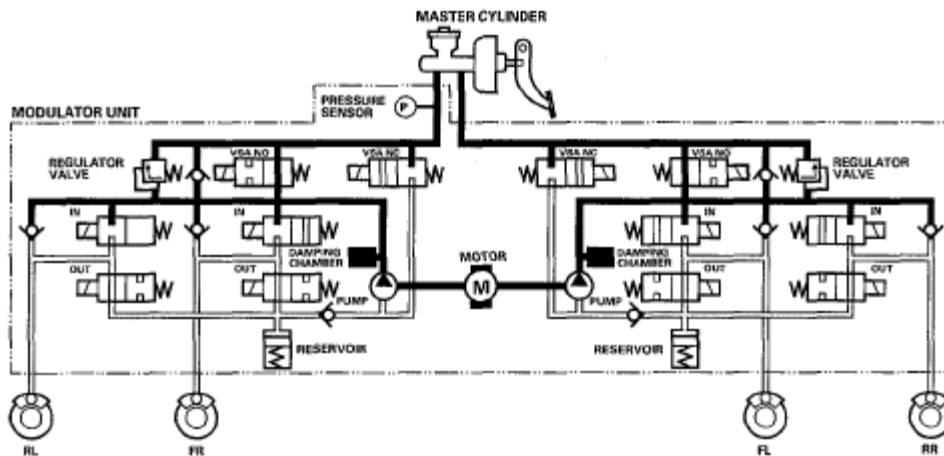 MASTER CYLINDER
PRESSURE
SENSOR
P
MODULATOR UNIT
REGULATOR
VALVE
VSA NO
VSA NC
VSA NC
VSA NO
REGULATOR
VALVE
IN
IN
IN
IN
DAMPING
CHAMBER
MOTOR
M
DAMPING
CHAMBER
OUT
OUT
OUT
OUT
PUMP
PUMP
RESERVOIR
RESERVOIR
RL
FR
FL
RR